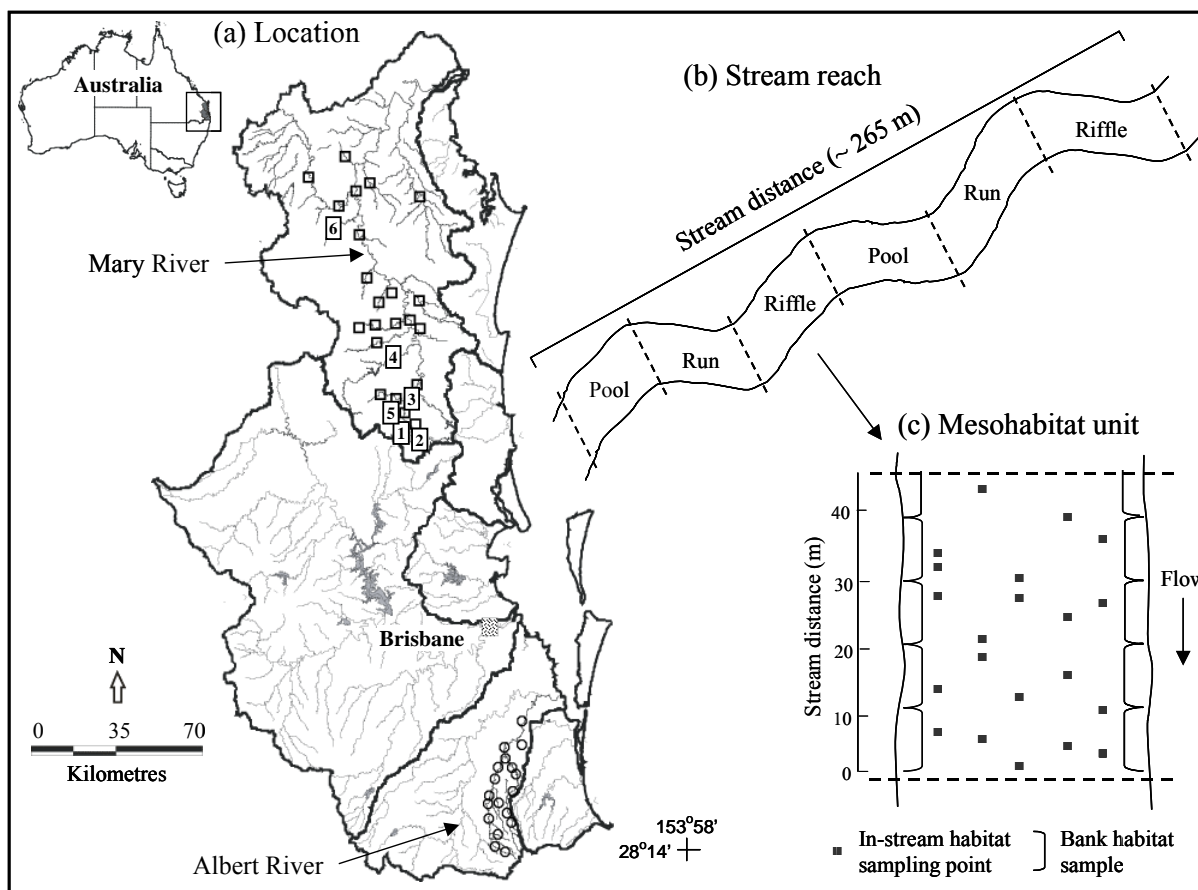 (a) Location
Australia
Mary River
6
4
3
5
1
2
Brisbane
N
0 35 70
Kilometres
Albert River
153°58'
28°14'
(b) Stream reach
Stream distance (~ 265 m)
Riffle
Run
Pool
Riffle
Run
Pool
(c) Mesohabitat unit
Stream distance (m)
40
30
20
10
0
Flow
In-stream habitat
sampling point
Bank habitat
sample